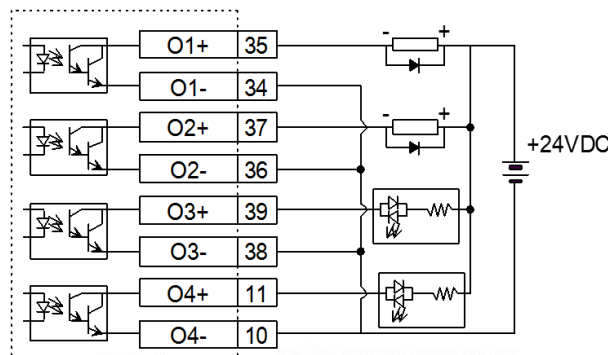 O1+ 35 - +
O1- 34
O2+ 37 - +
+24VDC
O2- 36
O3+ 39
O3- 38
O4+ 11
O4- 10